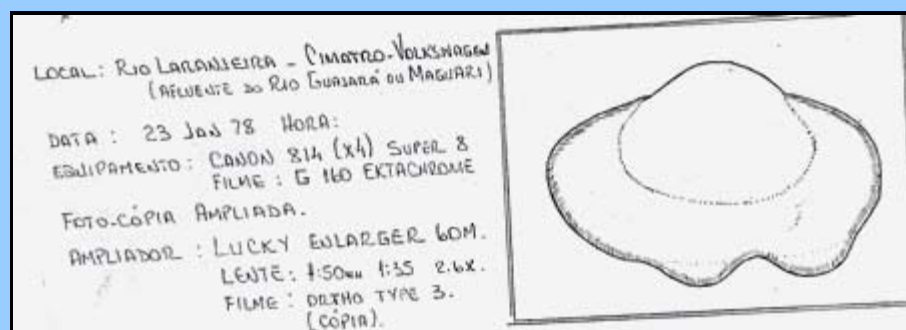 LOCAL: RIO LARANJEIRA - CIMATRO-VOLKSWAGEN
(AFLUENTE DO RIO GUAJARÁ OU MAGUARI)
DATA: 23 JAN 78 HORA:
EQUIPAMENTO: CANON 814 (X4) SUPER 8
FILME: G 160 EKTACHROME
FOTO-CÓPIA AMPLIADA.
AMPLIADOR: LUCKY ENLARGER 60M.
LENTE: f:50mm 1:35 2.6X.
FILME: ORTHO TYPE 3.
(CÓPIA).